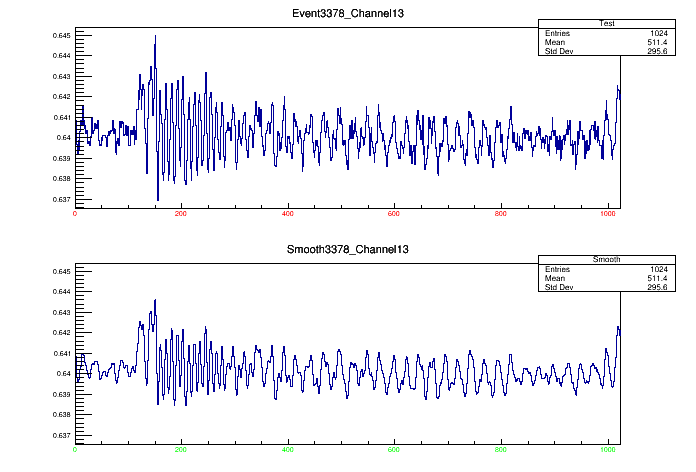 Event3378_Channel13
Test
Entries 1024
Mean 511.4
Std Dev 295.6
0.645
0.644
0.643
0.642
0.641
0.64
0.639
0.638
0.637
0 200 400 600 800 1000
Smooth3378_Channel13
Smooth
Entries 1024
Mean 511.4
Std Dev 295.6
0.645
0.644
0.643
0.642
0.641
0.64
0.639
0.638
0.637
0 200 400 600 800 1000